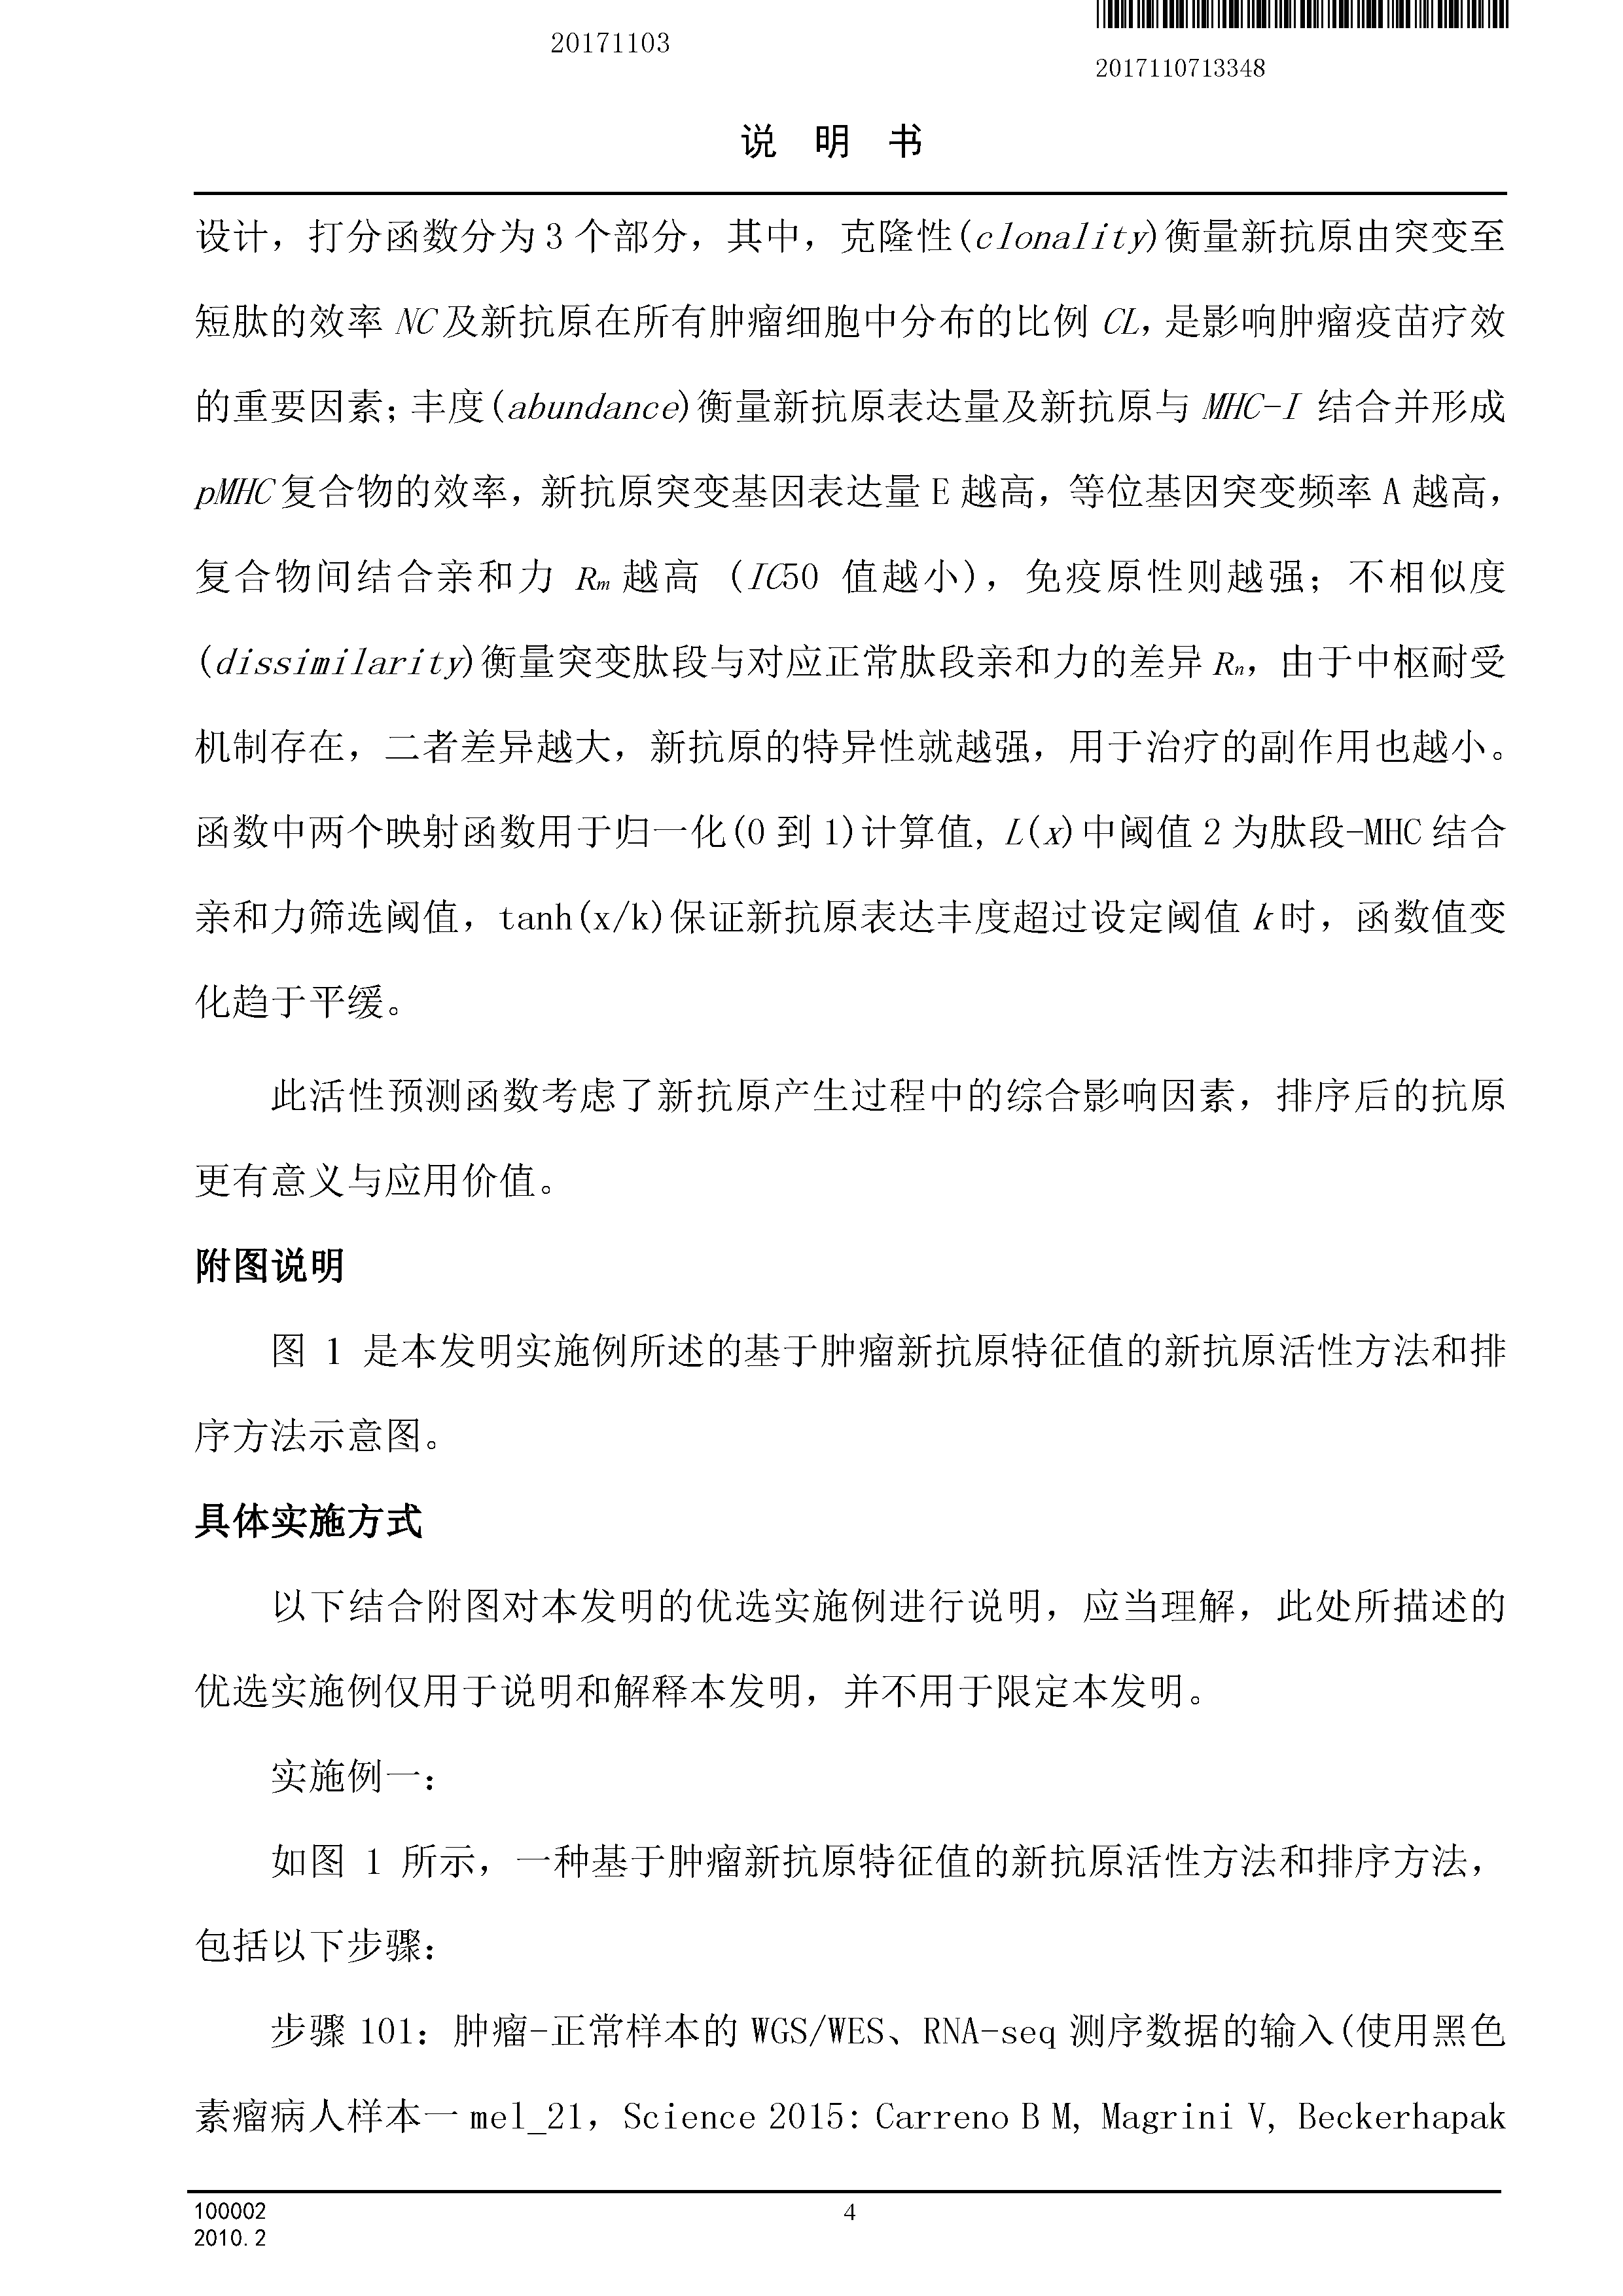 20171103
2017110713348
说 明 书
设计，打分函数分为 3 个部分，其中，克隆性(clonality)衡量新抗原由突变至
短肽的效率 NC 及新抗原在所有肿瘤细胞中分布的比例 CL，是影响肿瘤疫苗疗效
的重要因素；丰度(abundance)衡量新抗原表达量及新抗原与 MHC-I 结合并形成
pMHC 复合物的效率，新抗原突变基因表达量 E 越高，等位基因突变频率 A 越高，
复合物间结合亲和力 Rm 越高 (IC50 值越小)，免疫原性则越强；不相似度
(dissimilarity)衡量突变肽段与对应正常肽段亲和力的差异 Rn，由于中枢耐受
机制存在，二者差异越大，新抗原的特异性就越强，用于治疗的副作用也越小。
函数中两个映射函数用于归一化(0 到 1)计算值, L(x)中阈值 2 为肽段-MHC 结合
亲和力筛选阈值，tanh(x/k)保证新抗原表达丰度超过设定阈值 k 时，函数值变
化趋于平缓。
此活性预测函数考虑了新抗原产生过程中的综合影响因素，排序后的抗原
更有意义与应用价值。
附图说明
图 1 是本发明实施例所述的基于肿瘤新抗原特征值的新抗原活性方法和排
序方法示意图。
具体实施方式
以下结合附图对本发明的优选实施例进行说明，应当理解，此处所描述的
优选实施例仅用于说明和解释本发明，并不用于限定本发明。
实施例一：
如图 1 所示，一种基于肿瘤新抗原特征值的新抗原活性方法和排序方法，
包括以下步骤：
步骤 101：肿瘤-正常样本的 WGS/WES、RNA-seq 测序数据的输入(使用黑色
素瘤病人样本一 mel_21，Science 2015: Carreno B M, Magrini V, Beckerhapak
100002
2010.2
4